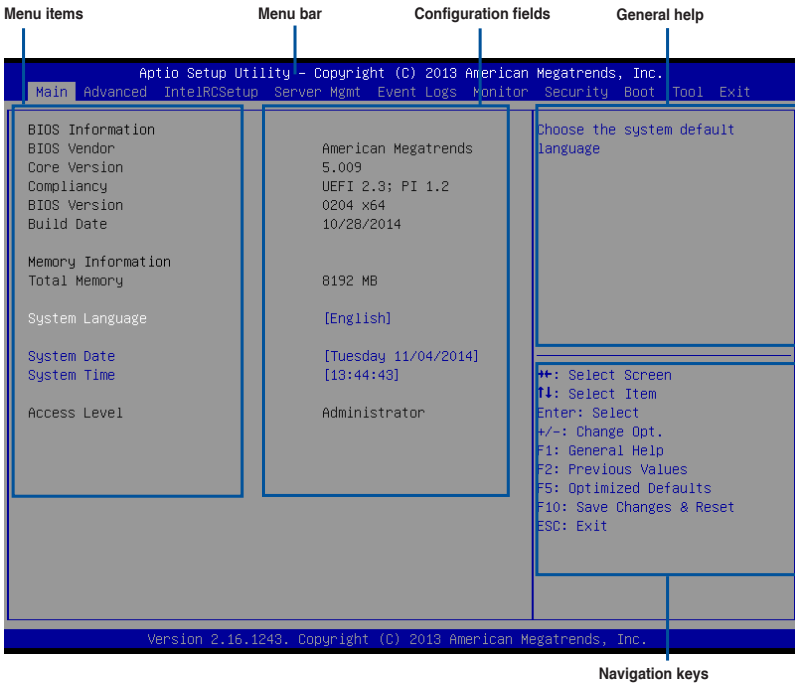 Menu items Menu bar Configuration fields General help
Aptio Setup Utility – Copyright (C) 2013 American Megatrends, Inc.
Main Advanced IntelRCSetup Server Mgmt Event Logs Monitor Security Boot Tool Exit
BIOS Information
BIOS Vendor American Megatrends
Core Version 5.009
Compliancy UEFI 2.3; PI 1.2
BIOS Version 0204 x64
Build Date 10/28/2014
Memory Information
Total Memory 8192 MB
System Language [English]
System Date [Tuesday 11/04/2014]
System Time [13:44:43]
Access Level Administrator
Choose the system default
language
→←: Select Screen
↑↓: Select Item
Enter: Select
+/-: Change Opt.
F1: General Help
F2: Previous Values
F5: Optimized Defaults
F10: Save Changes & Reset
ESC: Exit
Version 2.16.1243. Copyright (C) 2013 American Megatrends, Inc.
Navigation keys